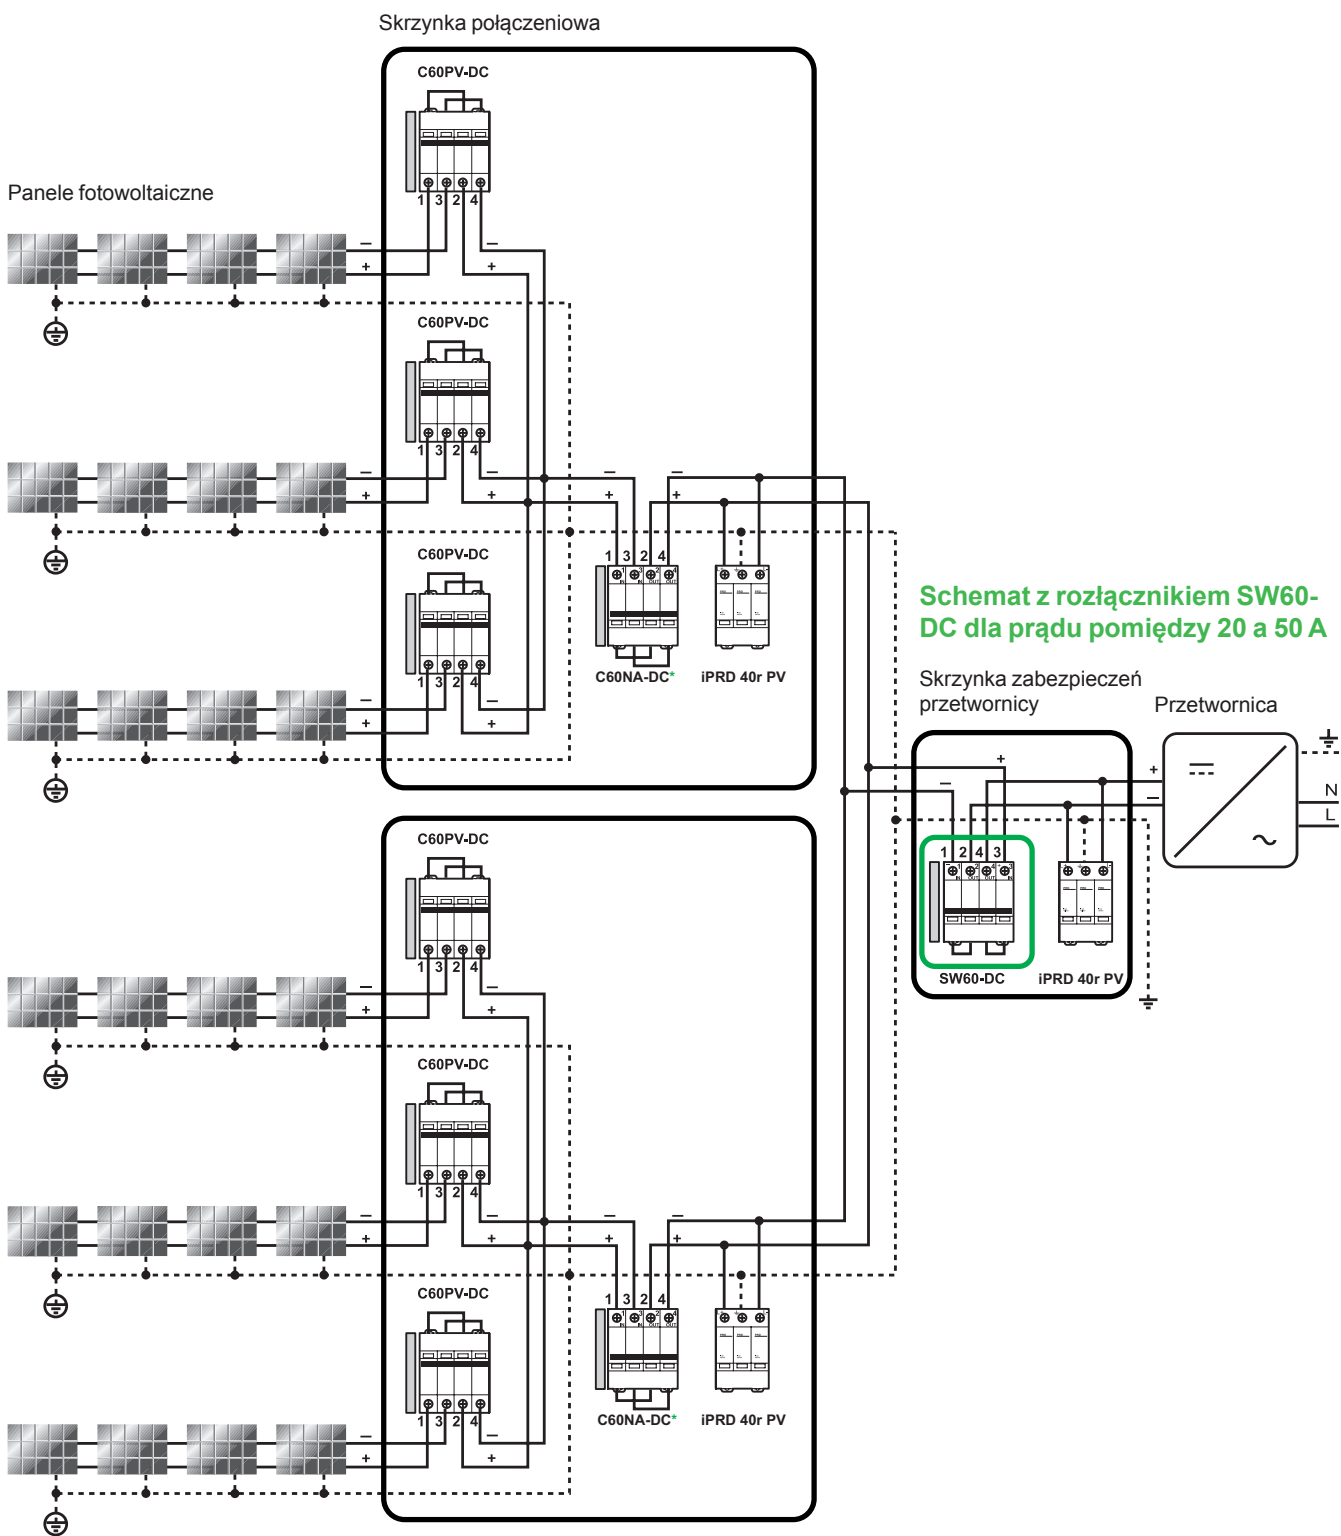 Skrzynka połączeniowa
C60PV-DC
1 3 2 4
Panele fotowoltaiczne
− −
+ +
C60PV-DC
1 3 2 4
− − − −
+ + + +
C60PV-DC
1 3 2 4
1 3 2 4
C60NA-DC*
iPRD 40r PV
− −
+ +
Schemat z rozłącznikiem SW60-
DC dla prądu pomiędzy 20 a 50 A
Skrzynka zabezpieczeń
przetwornicy
Przetwornica
+
− +
−
N
L
1 2 4 3
SW60-DC
iPRD 40r PV
C60PV-DC
1 3 2 4
− −
+ +
C60PV-DC
1 3 2 4
− − − −
+ + + +
C60PV-DC
1 3 2 4
1 3 2 4
C60NA-DC*
iPRD 40r PV
− −
+ +